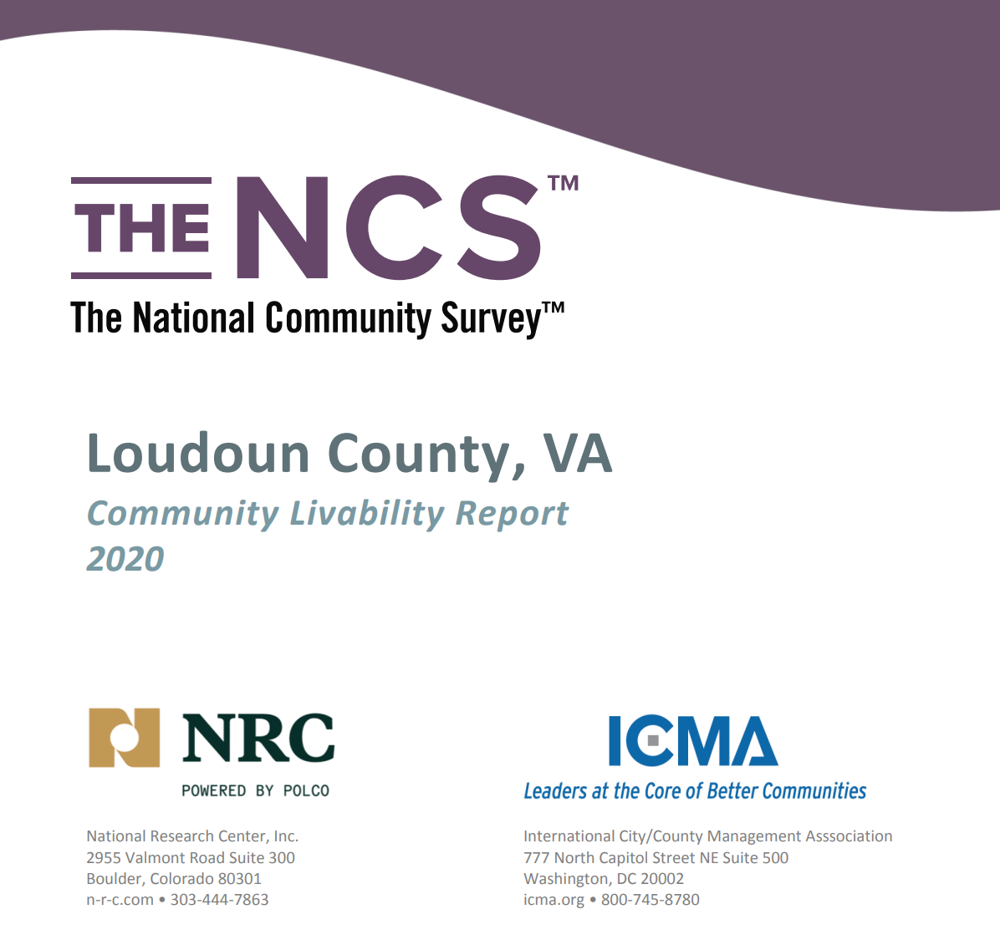 THE NCS™
The National Community Survey™
Loudoun County, VA
Community Livability Report
2020
NRC
POWERED BY POLCO
National Research Center, Inc.
2955 Valmont Road Suite 300
Boulder, Colorado 80301
n-r-c.com • 303-444-7863
ICMA
Leaders at the Core of Better Communities
International City/County Management Asssociation
777 North Capitol Street NE Suite 500
Washington, DC 20002
icma.org • 800-745-8780